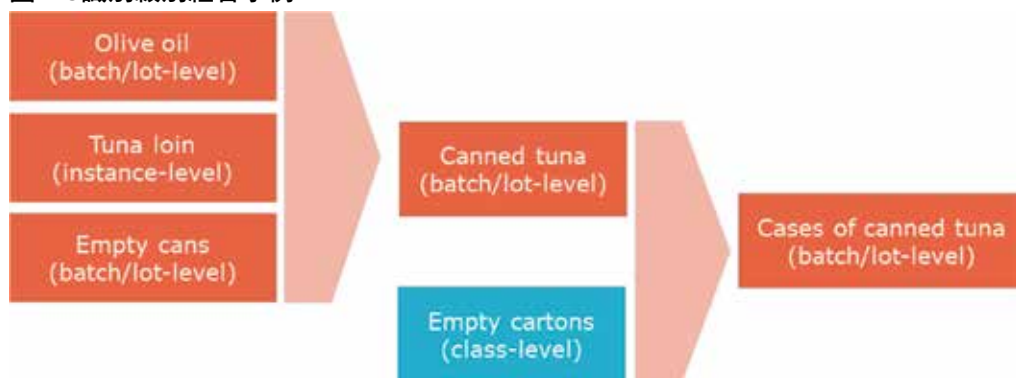 Olive oil
(batch/lot-level)
Tuna loin
(instance-level)
Empty cans
(batch/lot-level)
Canned tuna
(batch/lot-level)
Empty cartons
(class-level)
Cases of canned tuna
(batch/lot-level)